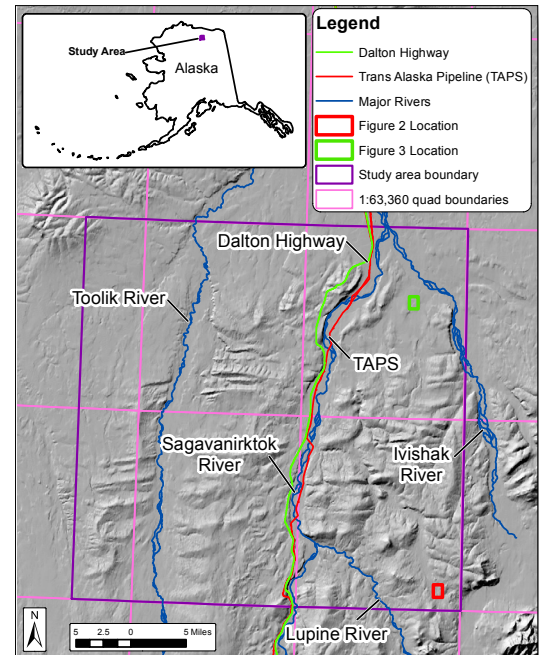 Study Area
Alaska
Legend
Dalton Highway
Trans Alaska Pipeline (TAPS)
Major Rivers
Figure 2 Location
Figure 3 Location
Study area boundary
1:63,360 quad boundaries
Dalton Highway
Toolik River
TAPS
Sagavanirktok
River
Ivishak
River
Lupine River
N
5 2.5 0 5 Miles